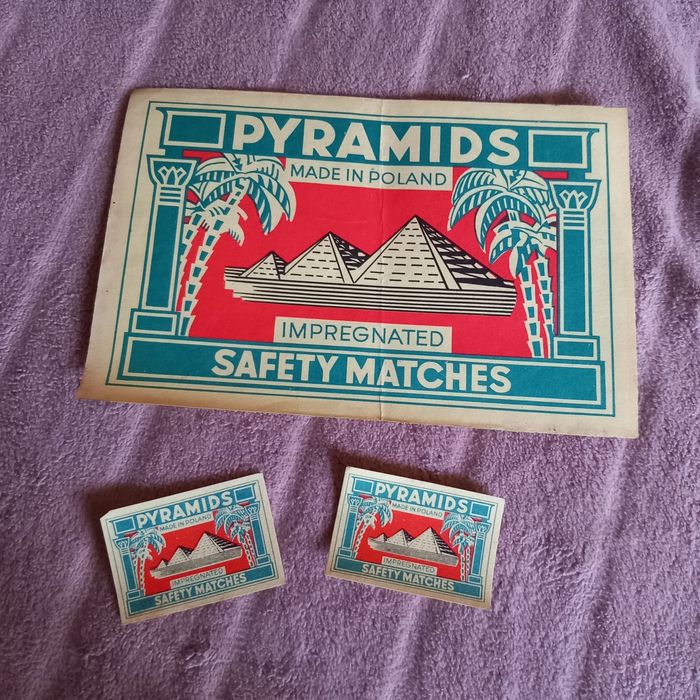 PYRAMIDS
MADE IN POLAND
IMPREGNATED
SAFETY MATCHES
PYRAMIDS
MADE IN POLAND
IMPREGNATED
SAFETY MATCHES
PYRAMIDS
MADE IN POLAND
IMPREGNATED
SAFETY MATCHES